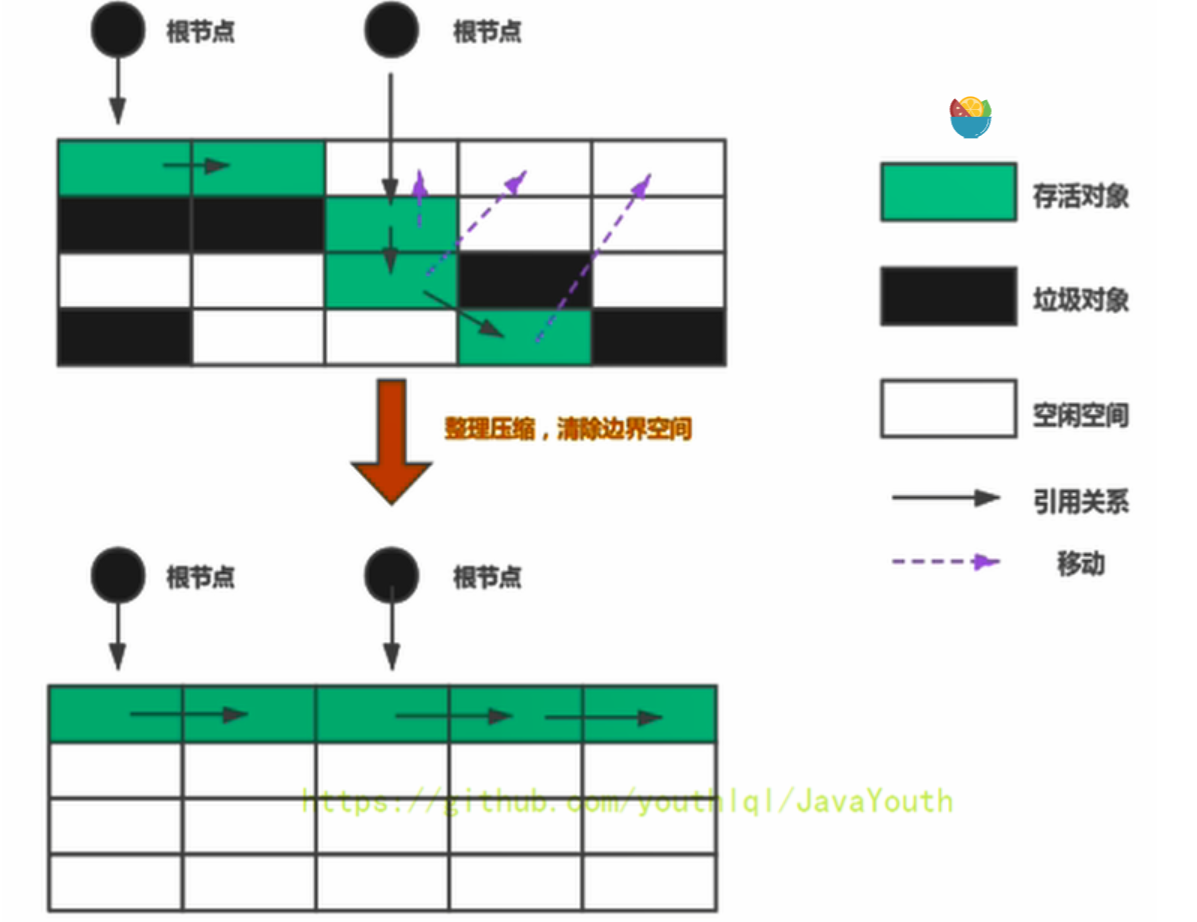 根节点
根节点
存活对象
垃圾对象
整理压缩，清除边界空间
空闲空间
引用关系
移动
根节点
根节点
https://github.com/youthlql/JavaYouth